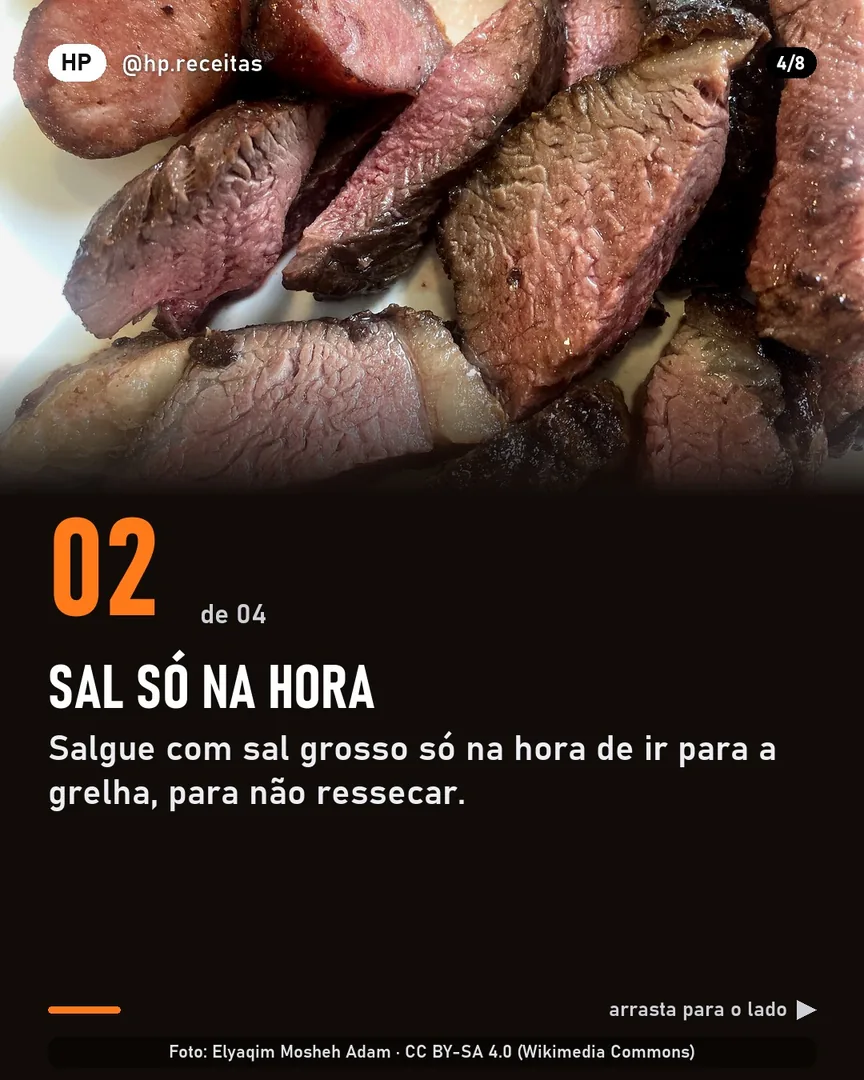 HP @hp.receitas 4/8
02 de 04
SAL SÓ NA HORA
Salgue com sal grosso só na hora de ir para a
grelha, para não ressecar.
arrasta para o lado ▶
Foto: Elyaqim Mosheh Adam · CC BY-SA 4.0 (Wikimedia Commons)